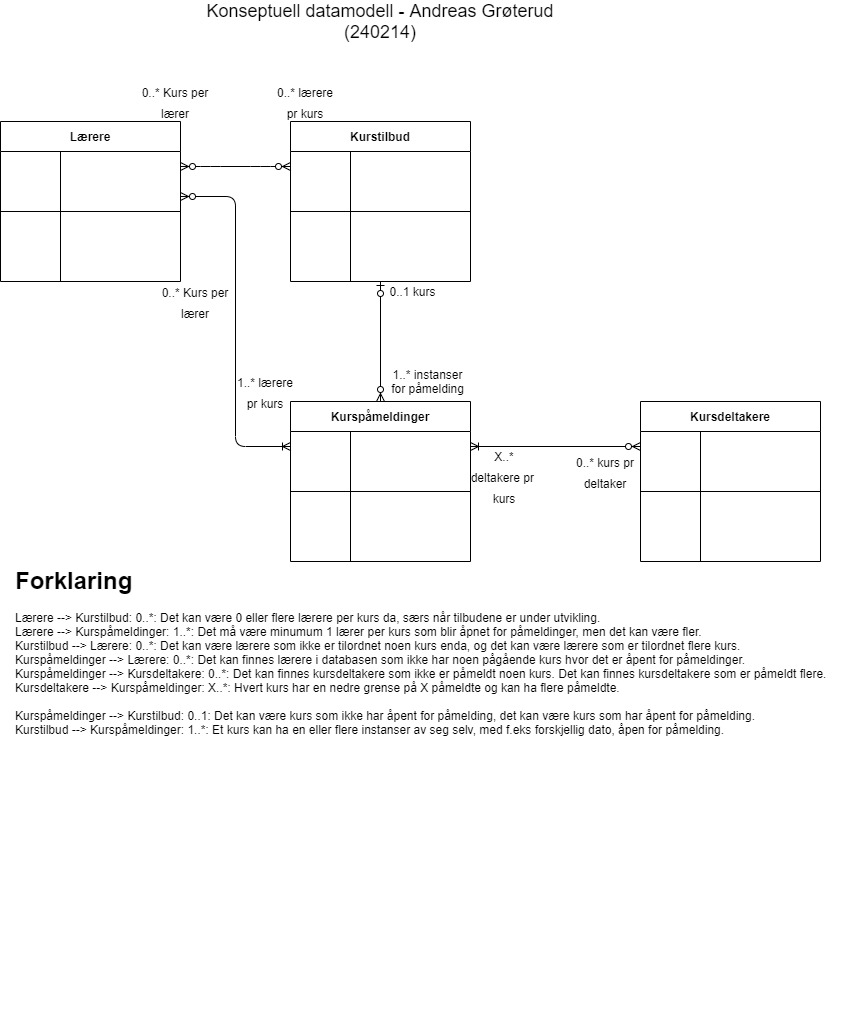 Konseptuell datamodell - Andreas Grøterud
(240214)
0..* Kurs per
lærer
0..* lærere
pr kurs
Lærere
Kurstilbud
0..* Kurs per
lærer
0..1 kurs
1..* lærere
pr kurs
1..* instanser
for påmelding
Kurspåmeldinger
Kursdeltakere
X..*
deltakere pr
kurs
0..* kurs pr
deltaker
Forklaring
Lærere --> Kurstilbud: 0..*: Det kan være 0 eller flere lærere per kurs da, særs når tilbudene er under utvikling.
Lærere --> Kurspåmeldinger: 1..*: Det må være minumum 1 lærer per kurs som blir åpnet for påmeldinger, men det kan være fler.
Kurstilbud --> Lærere: 0..*: Det kan være lærere som ikke er tilordnet noen kurs enda, og det kan være lærere som er tilordnet flere kurs.
Kurspåmeldinger --> Lærere: 0..*: Det kan finnes lærere i databasen som ikke har noen pågående kurs hvor det er åpent for påmeldinger.
Kurspåmeldinger --> Kursdeltakere: 0..*: Det kan finnes kursdeltakere som ikke er påmeldt noen kurs. Det kan finnes kursdeltakere som er påmeldt flere.
Kursdeltakere --> Kurspåmeldinger: X..*: Hvert kurs har en nedre grense på X påmeldte og kan ha flere påmeldte.
Kurspåmeldinger --> Kurstilbud: 0..1: Det kan være kurs som ikke har åpent for påmelding, det kan være kurs som har åpent for påmelding.
Kurstilbud --> Kurspåmeldinger: 1..*: Et kurs kan ha en eller flere instanser av seg selv, med f.eks forskjellig dato, åpen for påmelding.